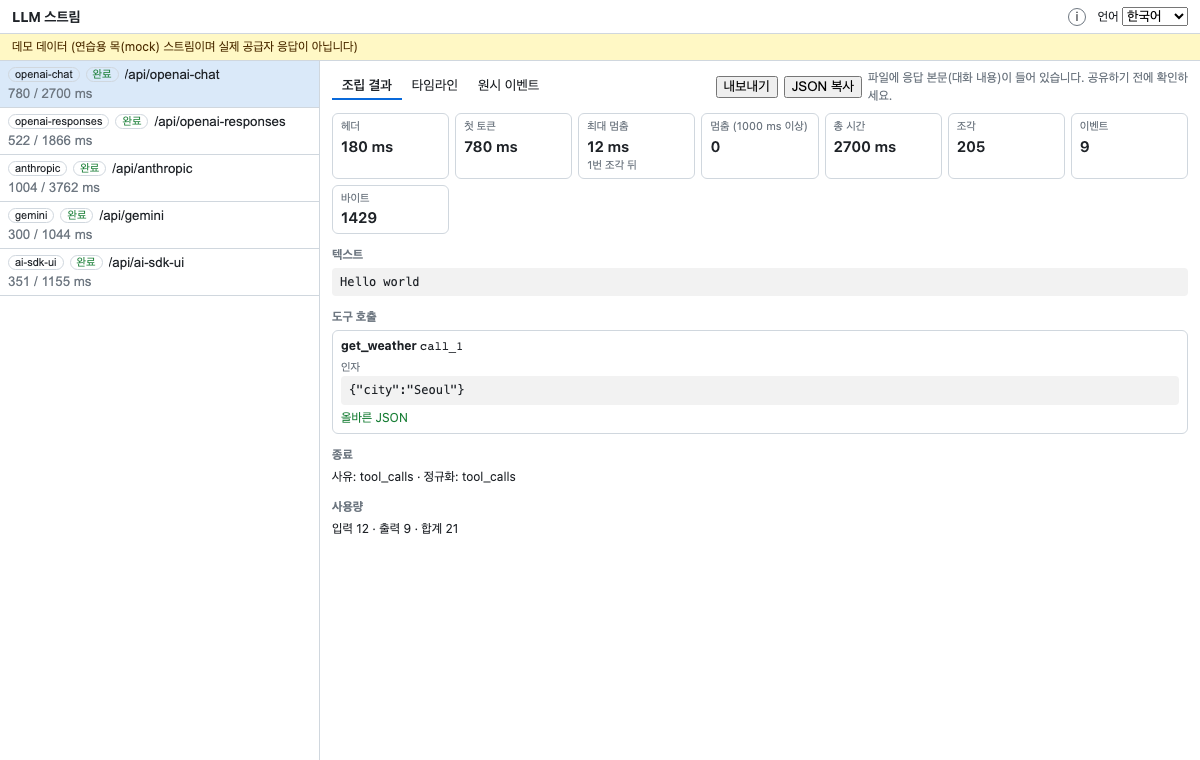 LLM 스트림
언어 한국어
데모 데이터 (연습용 목(mock) 스트림이며 실제 공급자 응답이 아닙니다)
openai-chat 완료 /api/openai-chat
780 / 2700 ms
openai-responses 완료 /api/openai-responses
522 / 1866 ms
anthropic 완료 /api/anthropic
1004 / 3762 ms
gemini 완료 /api/gemini
300 / 1044 ms
ai-sdk-ui 완료 /api/ai-sdk-ui
351 / 1155 ms
조립 결과 타임라인 원시 이벤트
내보내기 JSON 복사
파일에 응답 본문(대화 내용)이 들어 있습니다. 공유하기 전에 확인하
세요.
헤더
180 ms
첫 토큰
780 ms
최대 멈춤
12 ms
1번 조각 뒤
멈춤 (1000 ms 이상)
0
총 시간
2700 ms
조각
205
이벤트
9
바이트
1429
텍스트
Hello world
도구 호출
get_weather call_1
인자
{"city":"Seoul"}
올바른 JSON
종료
사유: tool_calls · 정규화: tool_calls
사용량
입력 12 · 출력 9 · 합계 21